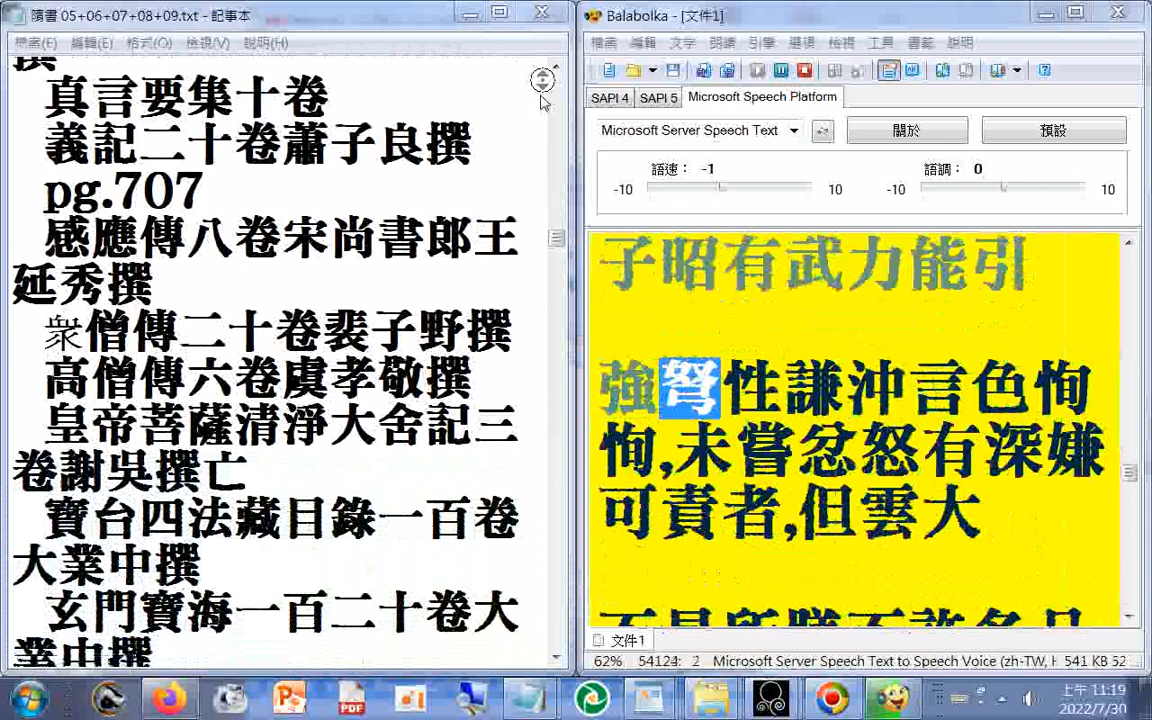 隋書 05+06+07+08+09.txt - 記事本
檔案(F) 編輯(E) 格式(O) 檢視(V) 說明(H)
撰
真言要集十卷
義記二十卷蕭子良撰
pg.707
感應傳八卷宋尚書郎王
延秀撰
衆僧傳二十卷裴子野撰
高僧傳六卷虞孝敬撰
皇帝菩薩清淨大舍記三
卷謝吳撰亡
寶台四法藏目錄一百卷
大業中撰
玄門寶海一百二十卷大
業中撰
Balabolka - [文件1]
檔案 編輯 文字 朗讀 引擎 選項 檢視 工具 書籤 說明
SAPI 4 SAPI 5 Microsoft Speech Platform
Microsoft Server Speech Text 關於 預設
語速： -1 語調： 0
-10 10 -10 10
子昭有武力能引
強弩性謙沖言色恂
恂,未嘗忿怒有深嫌
可責者,但雲大
文件1
62% 54124: 2 Microsoft Server Speech Text to Speech Voice (zh-TW, H 541 KB 52
PDF
上午 11:19
2022/7/30